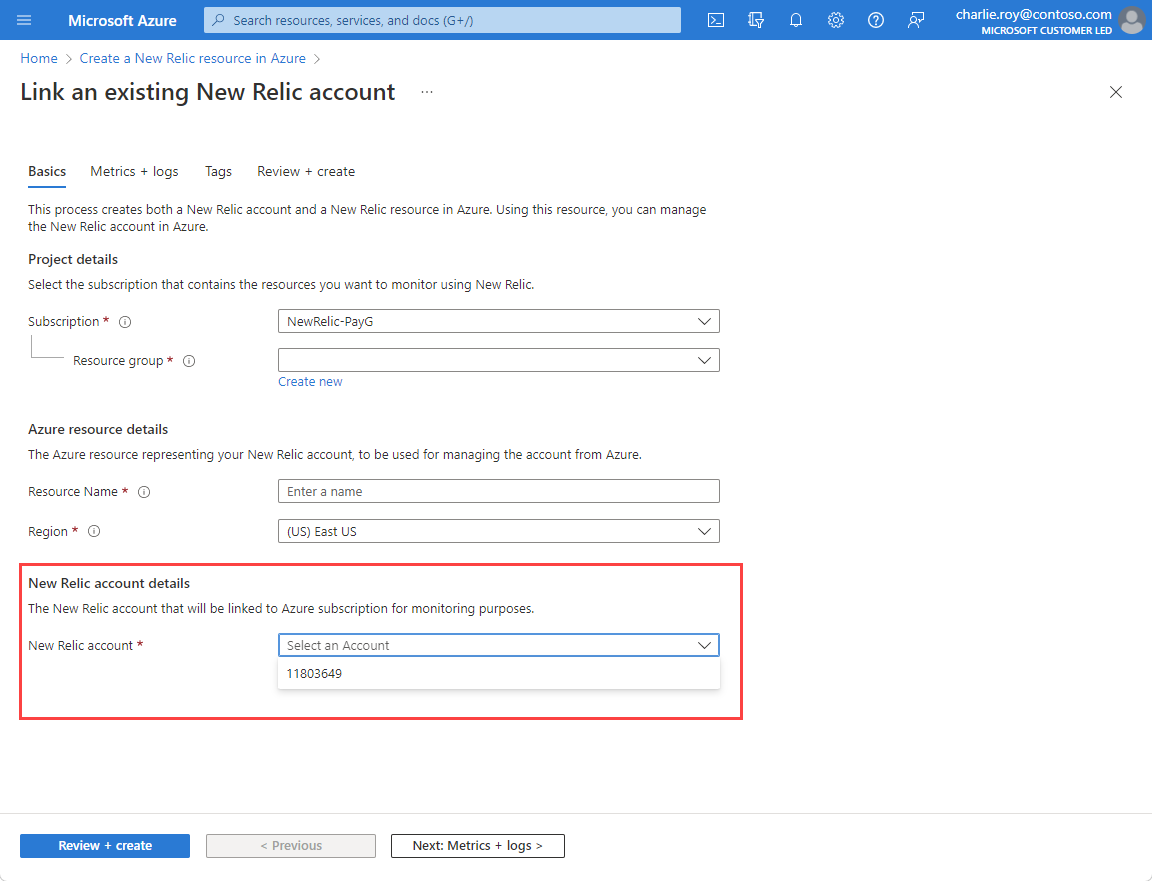 Microsoft Azure
Search resources, services, and docs (G+/)
charlie.roy@contoso.com
MICROSOFT CUSTOMER LED
Home > Create a New Relic resource in Azure >
Link an existing New Relic account ...
Basics Metrics + logs Tags Review + create
This process creates both a New Relic account and a New Relic resource in Azure. Using this resource, you can manage
the New Relic account in Azure.
Project details
Select the subscription that contains the resources you want to monitor using New Relic.
Subscription * NewRelic-PayG
Resource group *
Create new
Azure resource details
The Azure resource representing your New Relic account, to be used for managing the account from Azure.
Resource Name * Enter a name
Region * (US) East US
New Relic account details
The New Relic account that will be linked to Azure subscription for monitoring purposes.
New Relic account * Select an Account
11803649
Review + create < Previous Next: Metrics + logs >